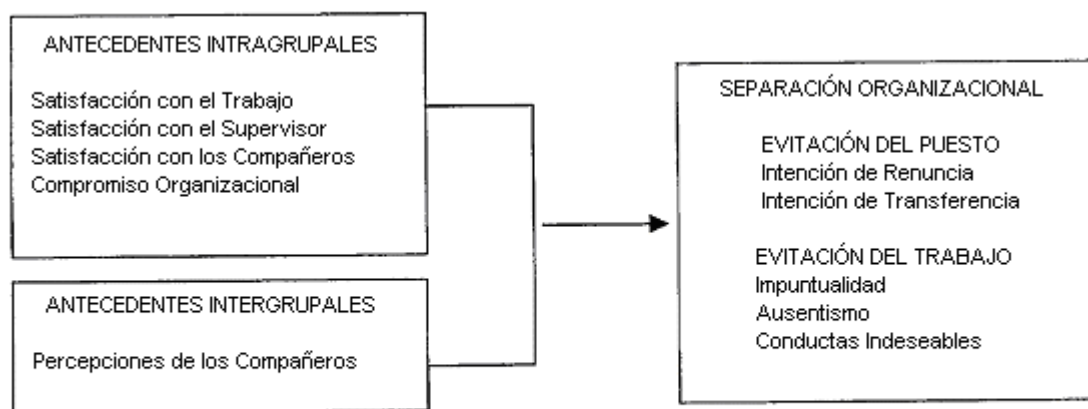 ANTECEDENTES INTRAGRUPALES
Satisfacción con el Trabajo
Satisfacción con el Supervisor
Satisfacción con los Compañeros
Compromiso Organizacional
ANTECEDENTES INTERGRUPALES
Percepciones de los Compañeros
SEPARACIÓN ORGANIZACIONAL
EVITACIÓN DEL PUESTO
Intención de Renuncia
Intención de Transferencia
EVITACIÓN DEL TRABAJO
Impuntualidad
Ausentismo
Conductas Indeseables